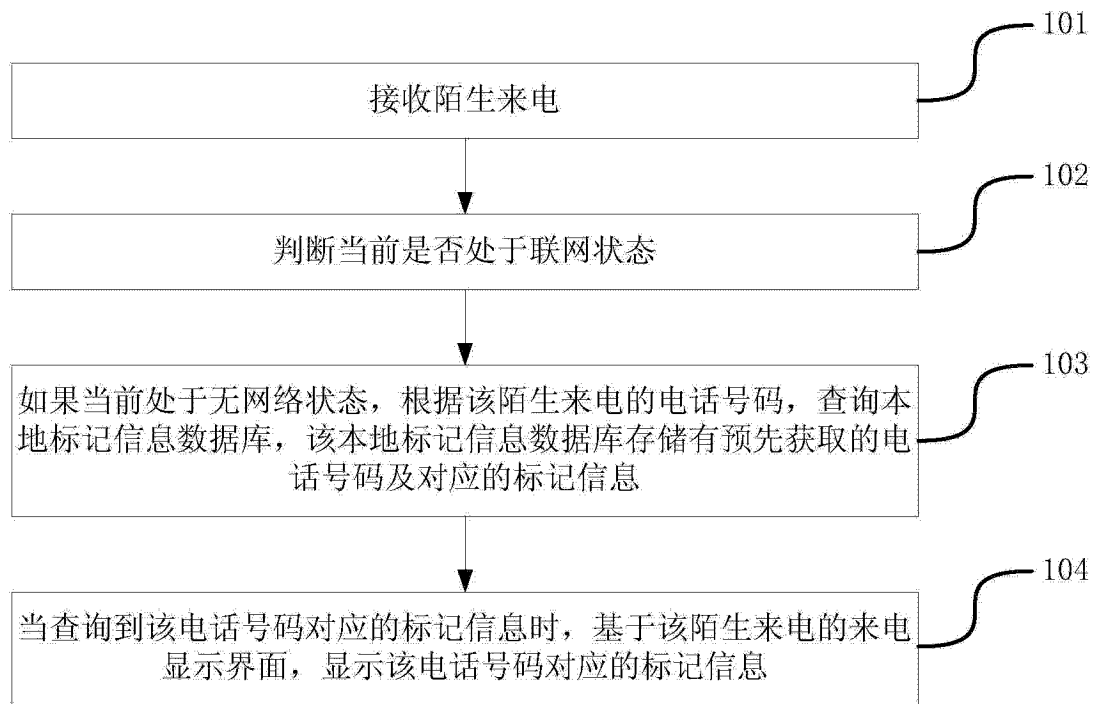 101
接收陌生来电
102
判断当前是否处于联网状态
103
如果当前处于无网络状态，根据该陌生来电的电话号码，查询本
地标记信息数据库，该本地标记信息数据库存储有预先获取的电
话号码及对应的标记信息
104
当查询到该电话号码对应的标记信息时，基于该陌生来电的来电
显示界面，显示该电话号码对应的标记信息